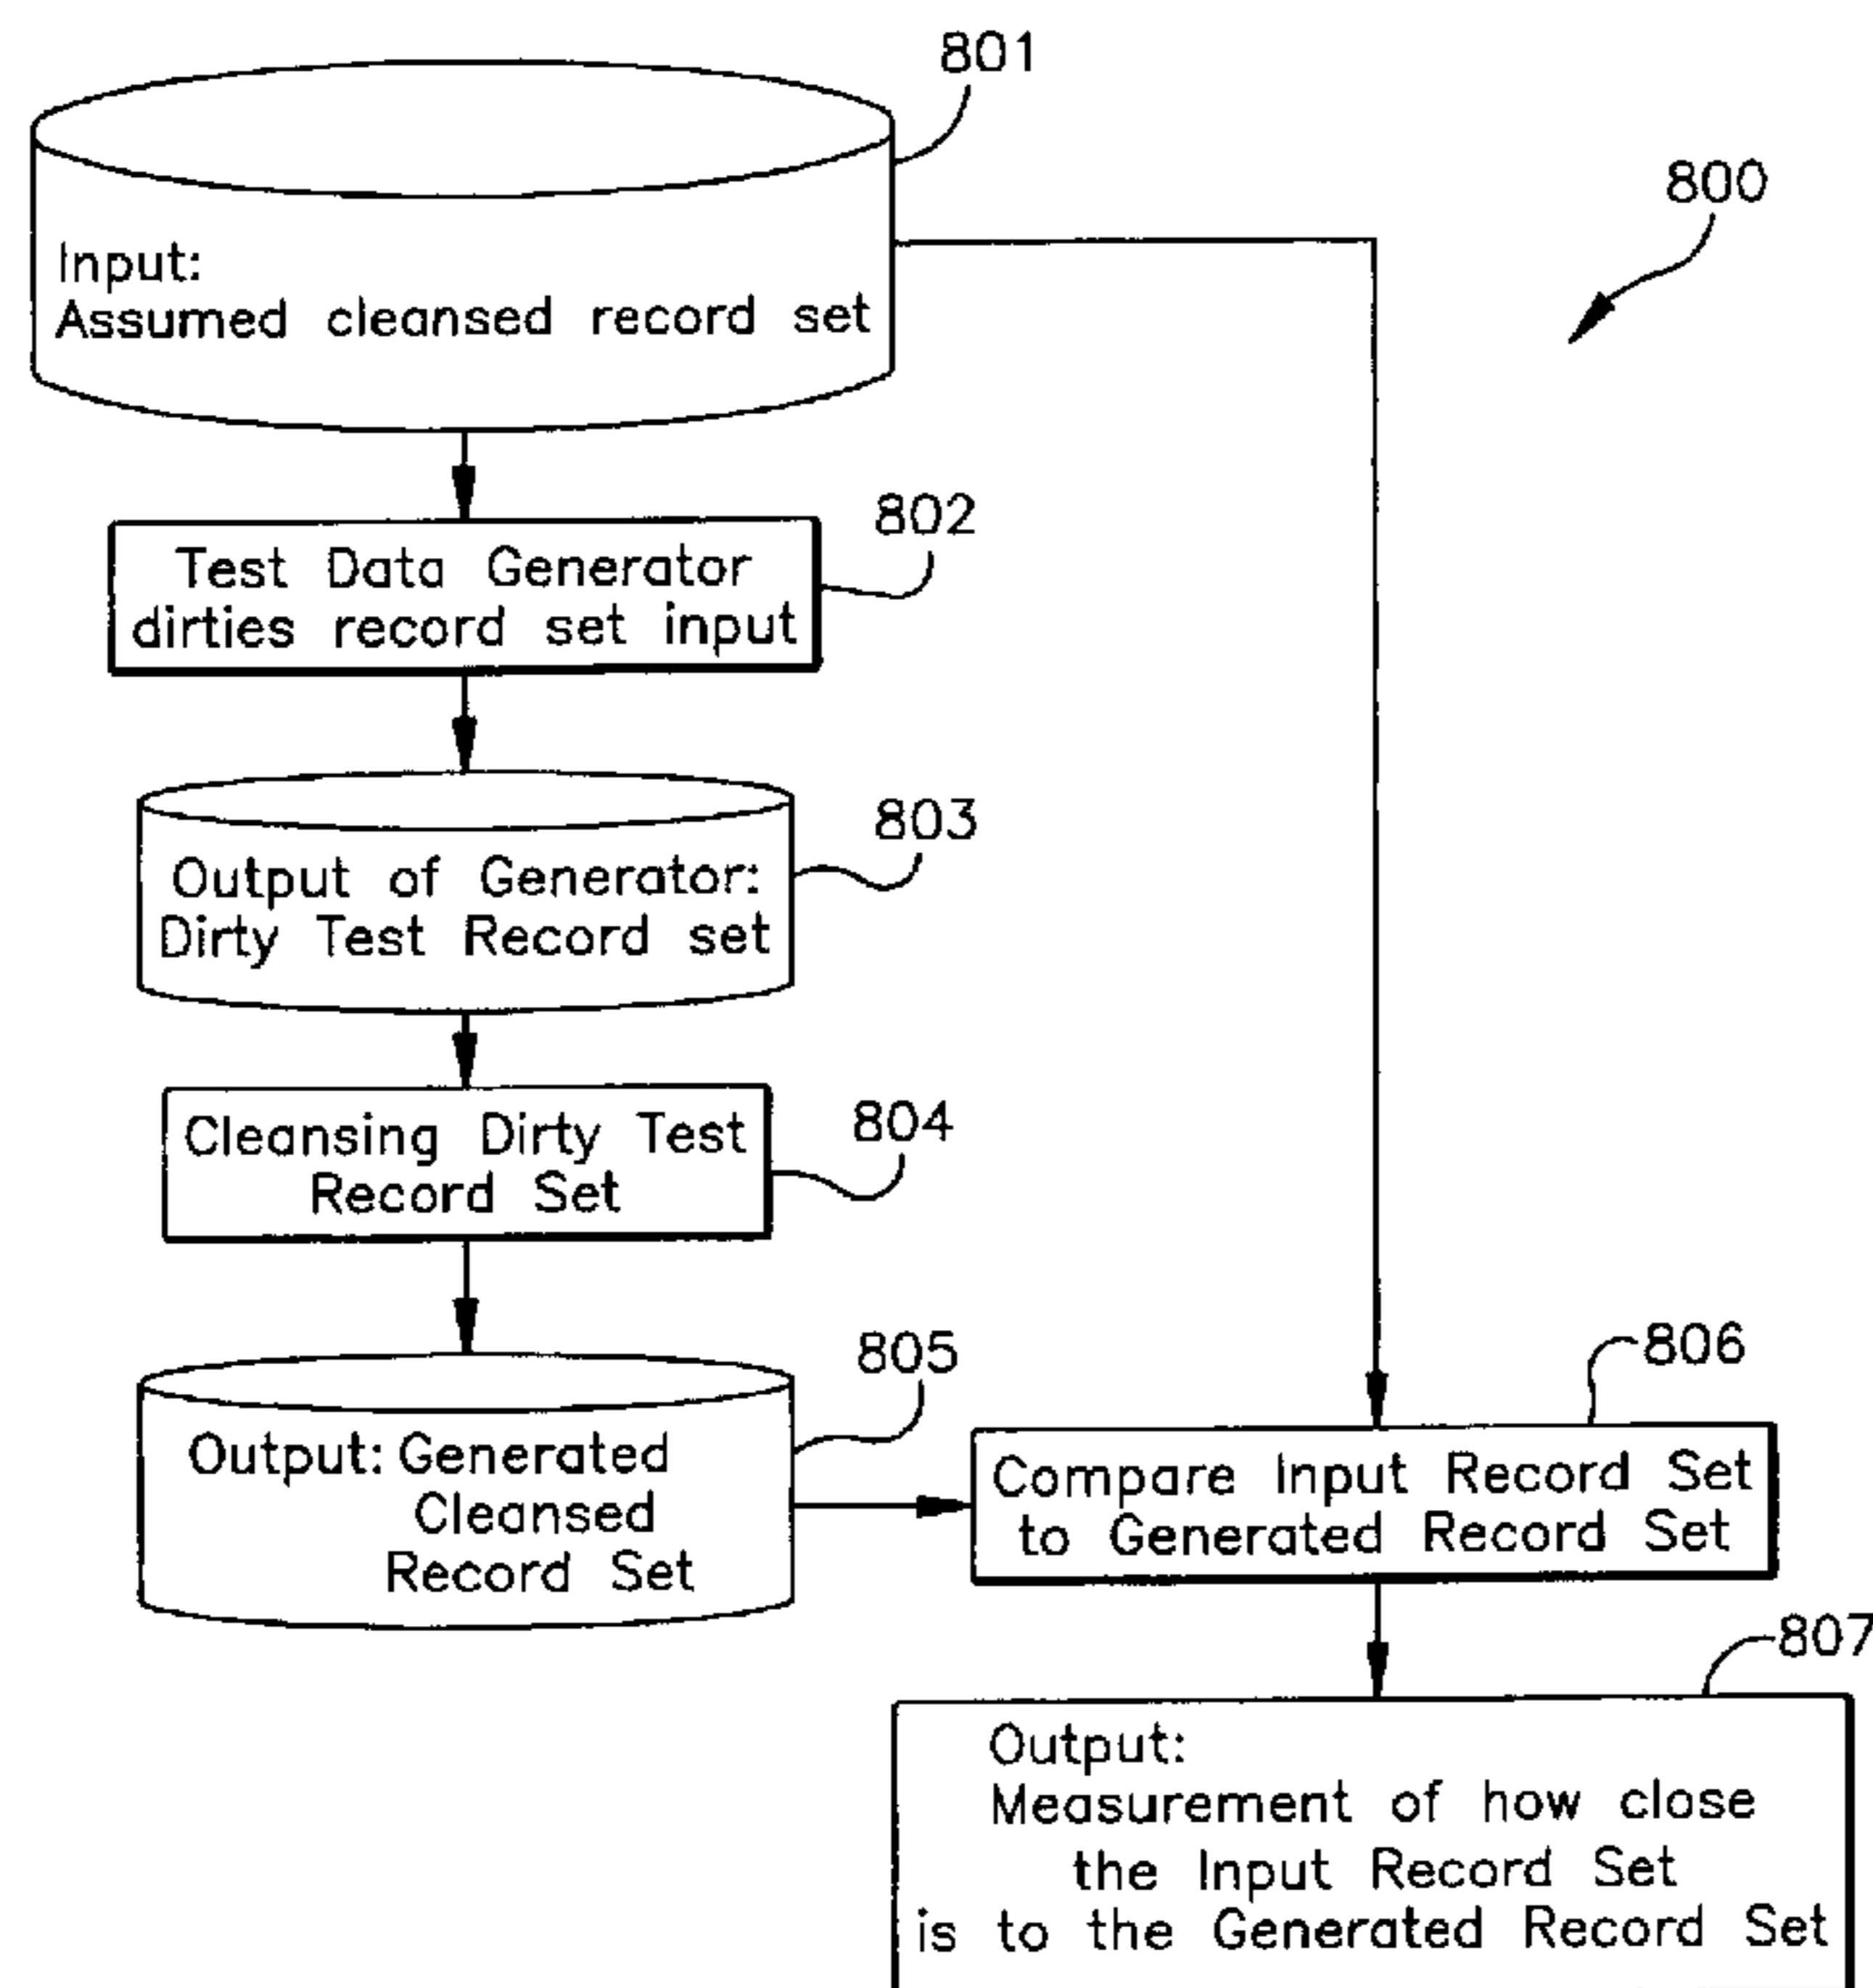 801
800
Input:
Assumed cleansed record set
802
Test Data Generator
dirties record set input
803
Output of Generator:
Dirty Test Record set
804
Cleansing Dirty Test
Record Set
805
Output: Generated
Cleansed
Record Set
806
Compare Input Record Set
to Generated Record Set
807
Output:
Measurement of how close
the Input Record Set
is to the Generated Record Set